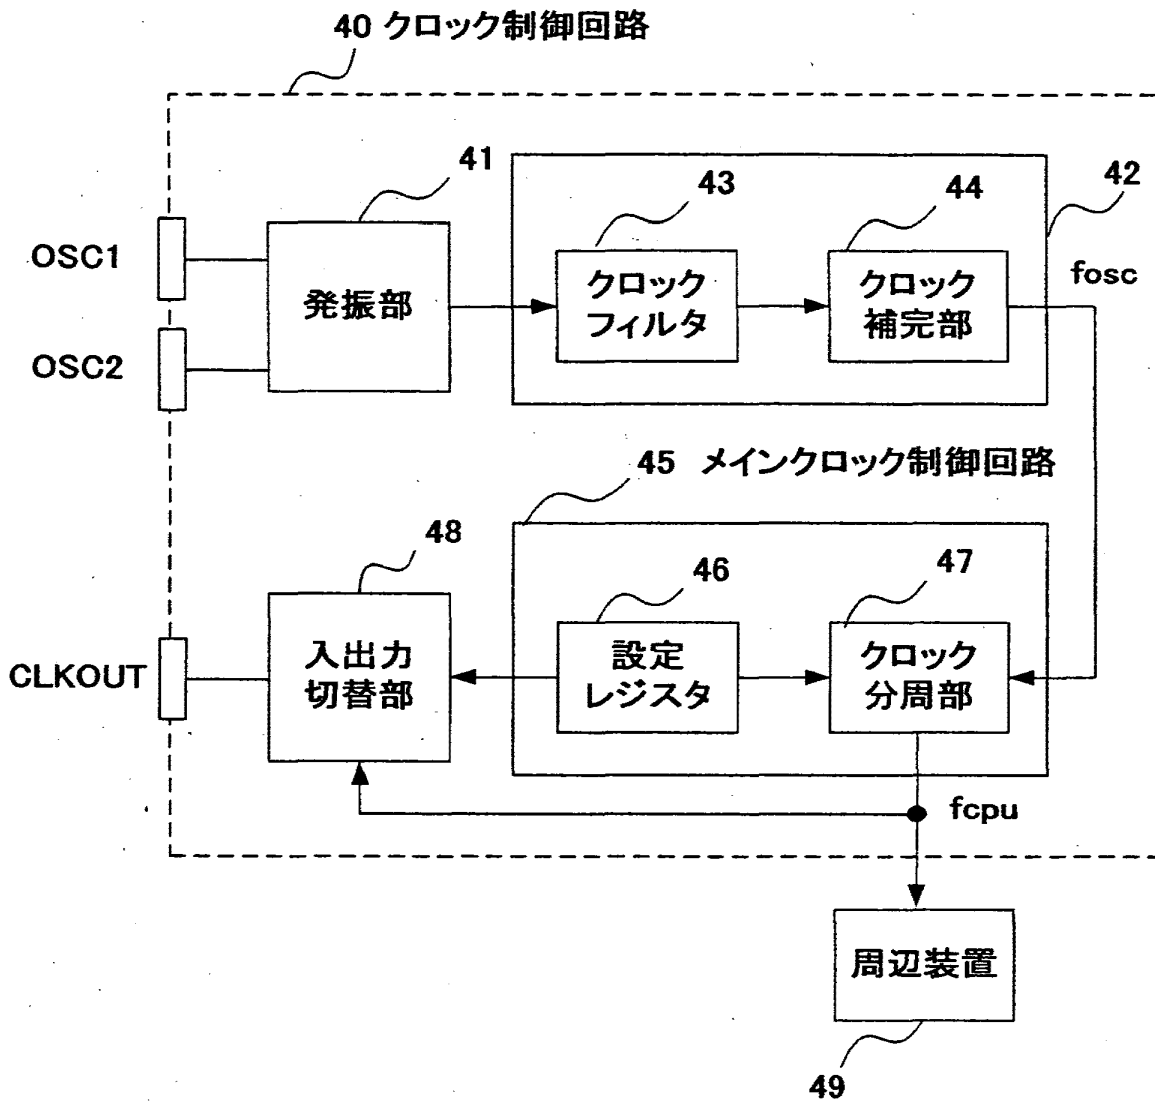 40 クロック制御回路
41
43
44
42
OSC1
発振部
クロック
フィルタ
クロック
補完部
fosc
OSC2
45 メインクロック制御回路
48
46
47
CLKOUT
入出力
切替部
設定
レジスタ
クロック
分周部
fcpu
周辺装置
49